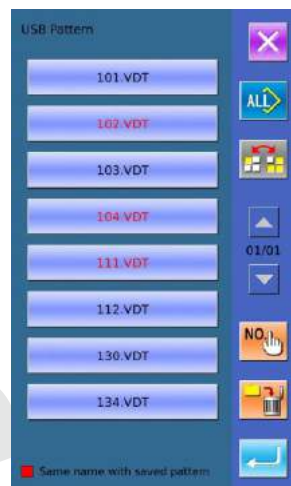 USB Pattern
101.VDT
ALL
102.VDT
103.VDT
104.VDT
01/01
111.VDT
112.VDT
NO.
130.VDT
134.VDT
Same name with saved pattern